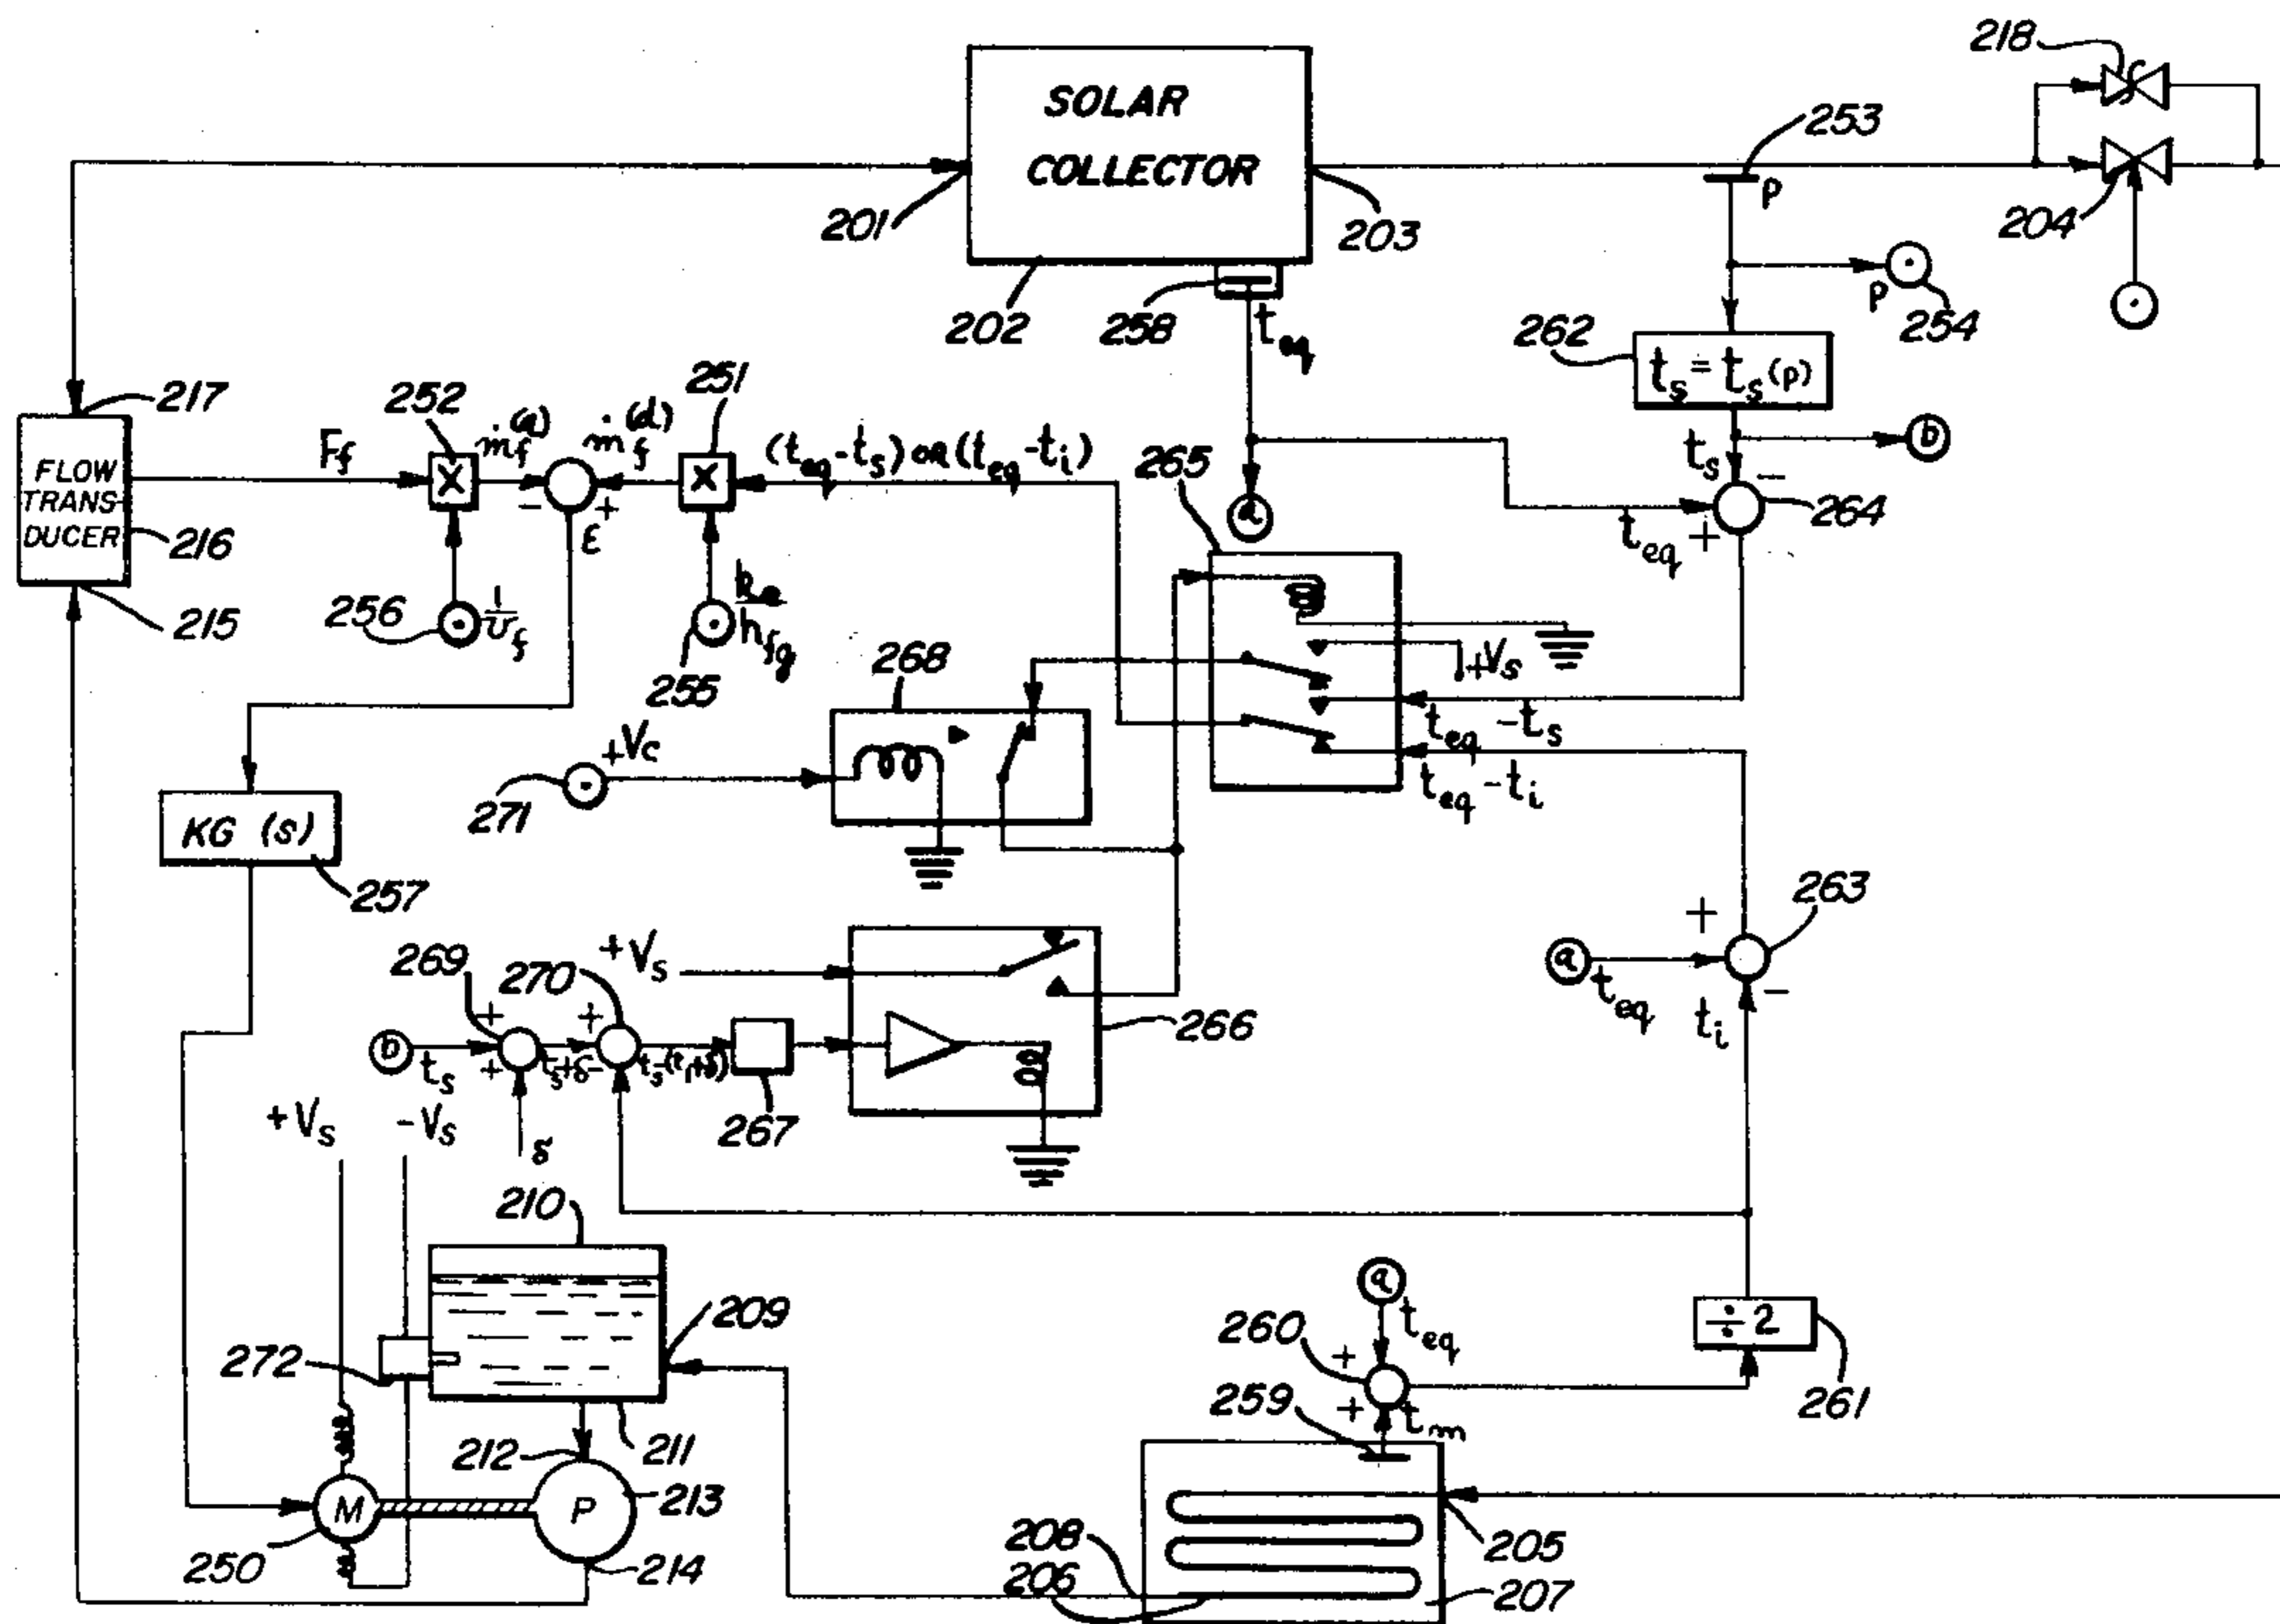 218
SOLAR
COLLECTOR
253
p
201
203
204
202
258
t_eq
p
254
262
t_s = t_s(p)
217
252
ṁ_f^(a)
ṁ_f^(d)
251
F_f
FLOW
TRANS-
DUCER
216
X
X
(t_eq - t_s) OR (t_eq - t_i)
265
t_s
b
−
264
−
+
ε
a
t_eq
+
215
256
1/v_f
255
k_e/h_fg
268
+V_s
t_eq - t_s
+V_c
271
t_eq - t_i
KG (s)
257
263
+
a
t_eq
−
t_i
269
270
+V_s
+
+
b
t_s
+
t_s+δ
−
t_s-(t_i+δ)
266
267
+V_s
-V_s
δ
210
209
a
t_eq
260
+
÷ 2
272
259
+
t_m
261
212
211
M
P
213
208
206
205
250
214
207